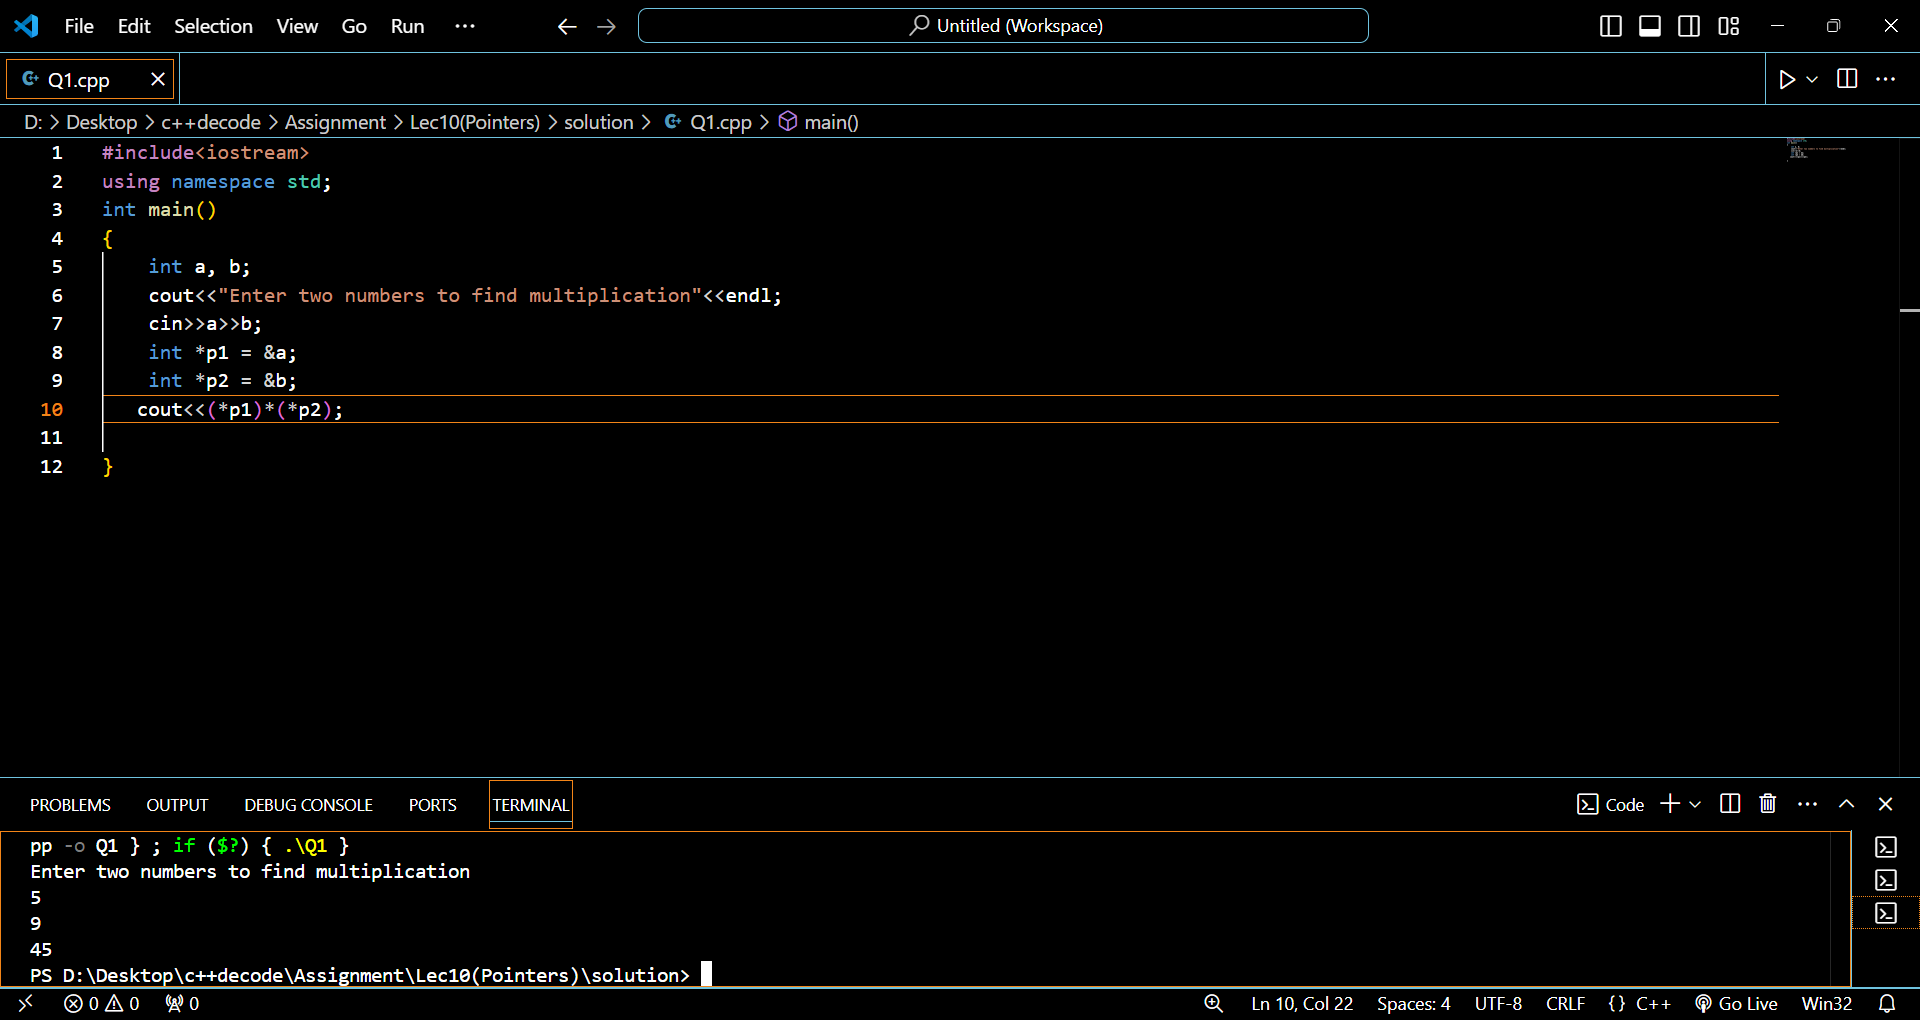 File Edit Selection View Go Run ··· Untitled (Workspace)
Q1.cpp
D: > Desktop > c++decode > Assignment > Lec10(Pointers) > solution > Q1.cpp > main()
1 #include<iostream>
2 using namespace std;
3 int main()
4 {
5 int a, b;
6 cout<<"Enter two numbers to find multiplication"<<endl;
7 cin>>a>>b;
8 int *p1 = &a;
9 int *p2 = &b;
10 cout<<(*p1)*(*p2);
11
12 }
PROBLEMS OUTPUT DEBUG CONSOLE PORTS TERMINAL Code
pp -o Q1 } ; if ($?) { .\Q1 }
Enter two numbers to find multiplication
5
9
45
PS D:\Desktop\c++decode\Assignment\Lec10(Pointers)\solution>
0 0 0 Ln 10, Col 22 Spaces: 4 UTF-8 CRLF {} C++ Go Live Win32